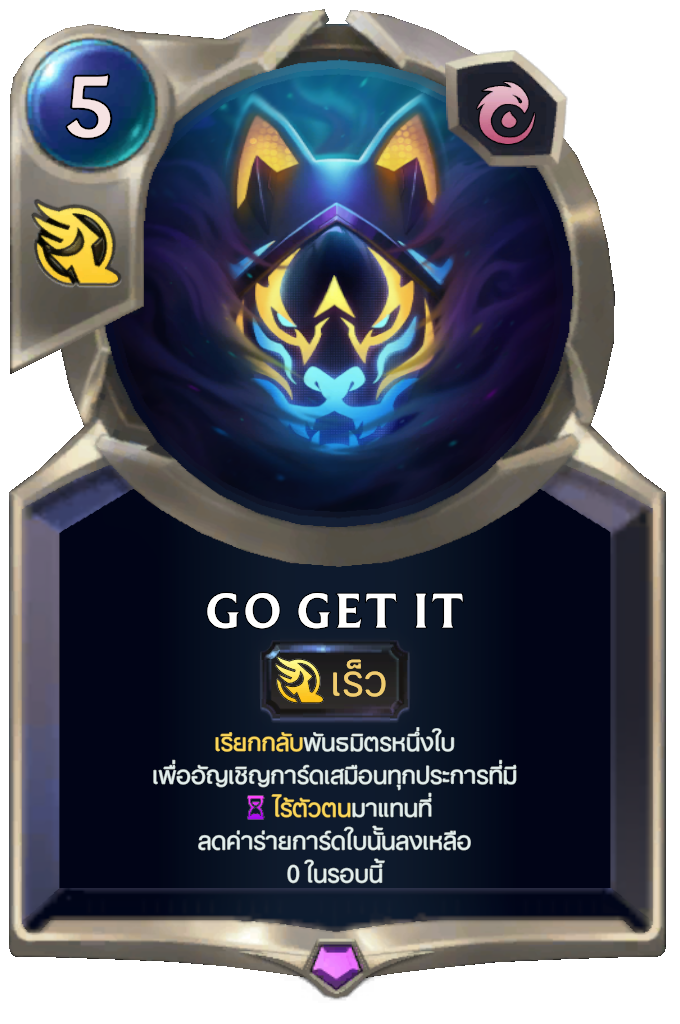 5
GO GET IT
เร็ว
เรียกกลับพันธมิตรหนึ่งใบ
เพื่ออัญเชิญการ์ดเสมือนทุกประการที่มี
ไร้ตัวตนมาแทนที่
ลดค่าร่ายการ์ดใบนั้นลงเหลือ
0 ในรอบนี้